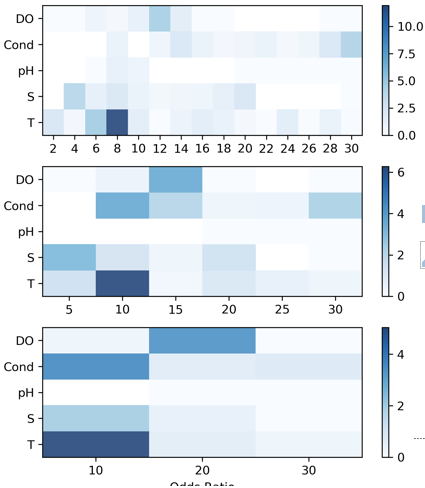 DO
Cond
pH
S
T
2 4 6 8 10 12 14 16 18 20 22 24 26 28 30
10.0
7.5
5.0
2.5
0.0
DO
Cond
pH
S
T
5 10 15 20 25 30
6
4
2
0
DO
Cond
pH
S
T
10 20 30
4
2
0
Odds Ratio